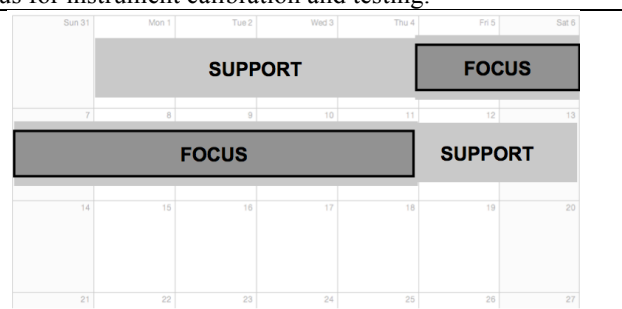 us for instrument calibration and testing.
Sun 31 Mon 1 Tue 2 Wed 3 Thu 4 Fri 5 Sat 6
SUPPORT FOCUS
7 8 9 10 11 12 13
FOCUS SUPPORT
14 15 16 17 18 19 20
21 22 23 24 25 26 27